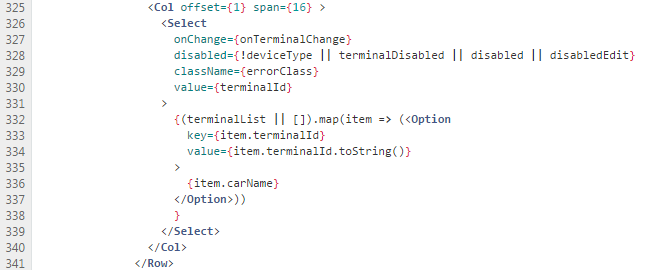 325 <Col offset={1} span={16} >
326 <Select
327 onChange={onTerminalChange}
328 disabled={!deviceType || terminalDisabled || disabled || disabledEdit}
329 className={errorClass}
330 value={terminalId}
331 >
332 {(terminalList || []).map(item => (<Option
333 key={item.terminalId}
334 value={item.terminalId.toString()}
335 >
336 {item.carName}
337 </Option>))
338 }
339 </Select>
340 </Col>
341 </Row>